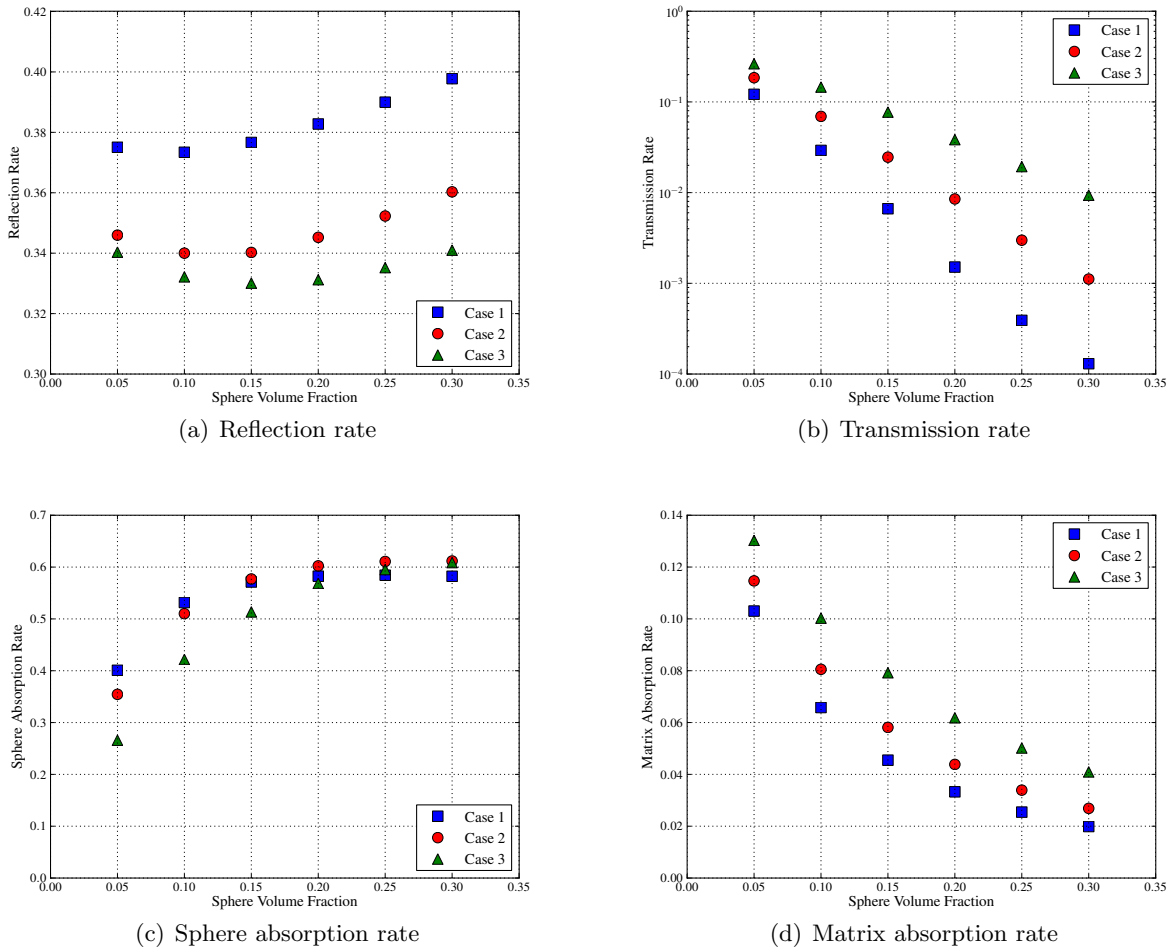 0.42
0.40
0.38
0.36
0.34
0.32
0.30
Reflection Rate
0.00 0.05 0.10 0.15 0.20 0.25 0.30 0.35
Sphere Volume Fraction
Case 1
Case 2
Case 3
(a) Reflection rate
10⁰
10⁻¹
10⁻²
10⁻³
10⁻⁴
Transmission Rate
0.00 0.05 0.10 0.15 0.20 0.25 0.30 0.35
Sphere Volume Fraction
Case 1
Case 2
Case 3
(b) Transmission rate
0.7
0.6
0.5
0.4
0.3
0.2
0.1
0.0
Sphere Absorption Rate
0.00 0.05 0.10 0.15 0.20 0.25 0.30 0.35
Sphere Volume Fraction
Case 1
Case 2
Case 3
(c) Sphere absorption rate
0.14
0.12
0.10
0.08
0.06
0.04
0.02
0.00
Matrix Absorption Rate
0.00 0.05 0.10 0.15 0.20 0.25 0.30 0.35
Sphere Volume Fraction
Case 1
Case 2
Case 3
(d) Matrix absorption rate